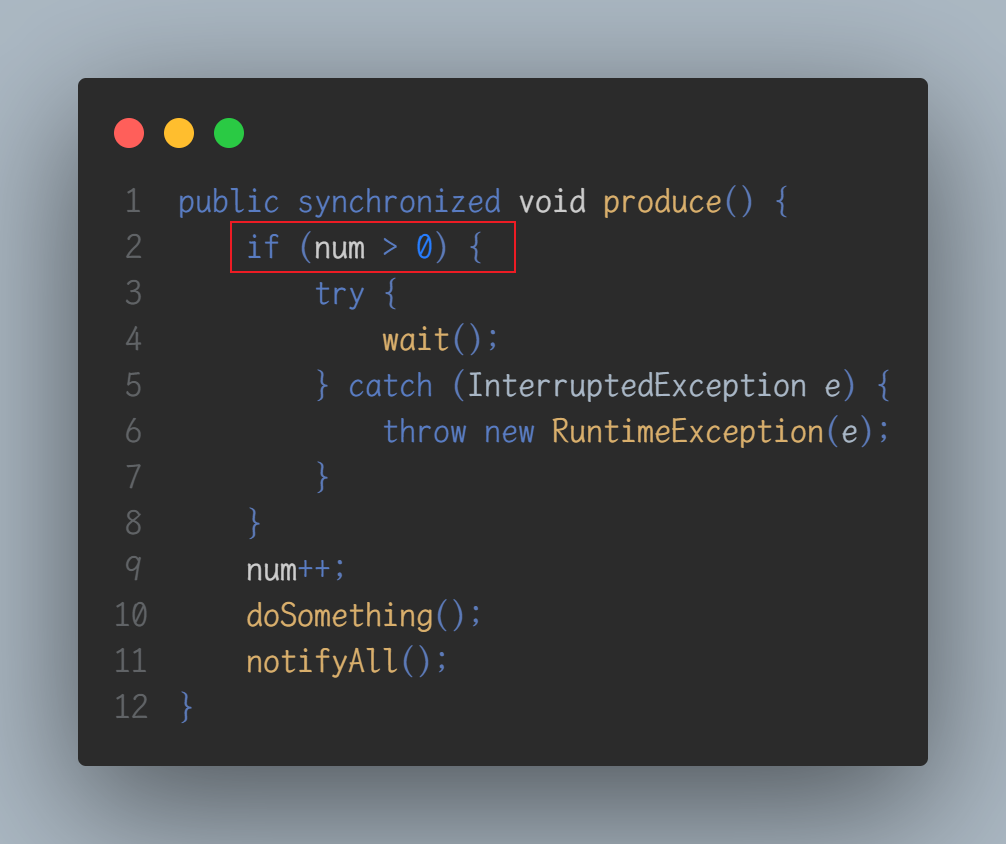 1 public synchronized void produce() {
2 if (num > 0) {
3 try {
4 wait();
5 } catch (InterruptedException e) {
6 throw new RuntimeException(e);
7 }
8 }
9 num++;
10 doSomething();
11 notifyAll();
12 }